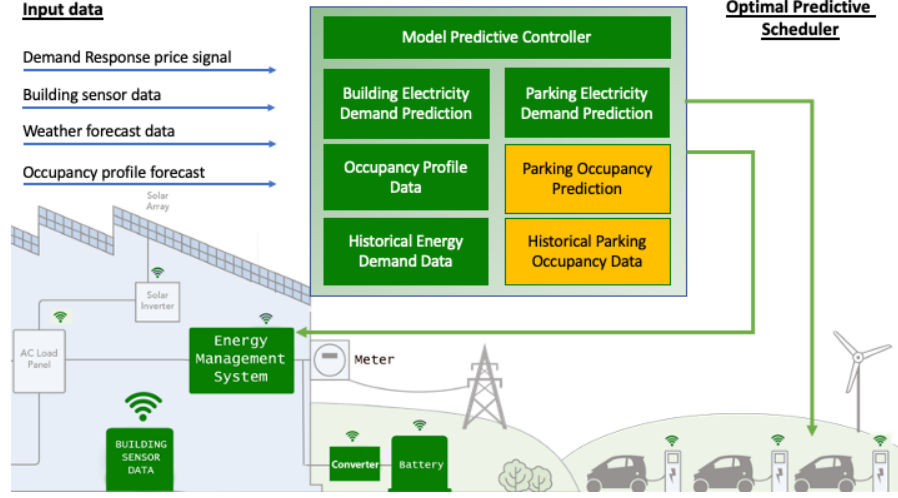 Input data
Optimal Predictive
Scheduler
Demand Response price signal
Building sensor data
Weather forecast data
Occupancy profile forecast
Model Predictive Controller
Building Electricity
Demand Prediction
Parking Electricity
Demand Prediction
Occupancy Profile
Data
Parking Occupancy
Prediction
Historical Energy
Demand Data
Historical Parking
Occupancy Data
Solar
Array
Solar
Inverter
AC Load
Panel
Energy
Management
System
Meter
BUILDING
SENSOR
DATA
Converter
Battery